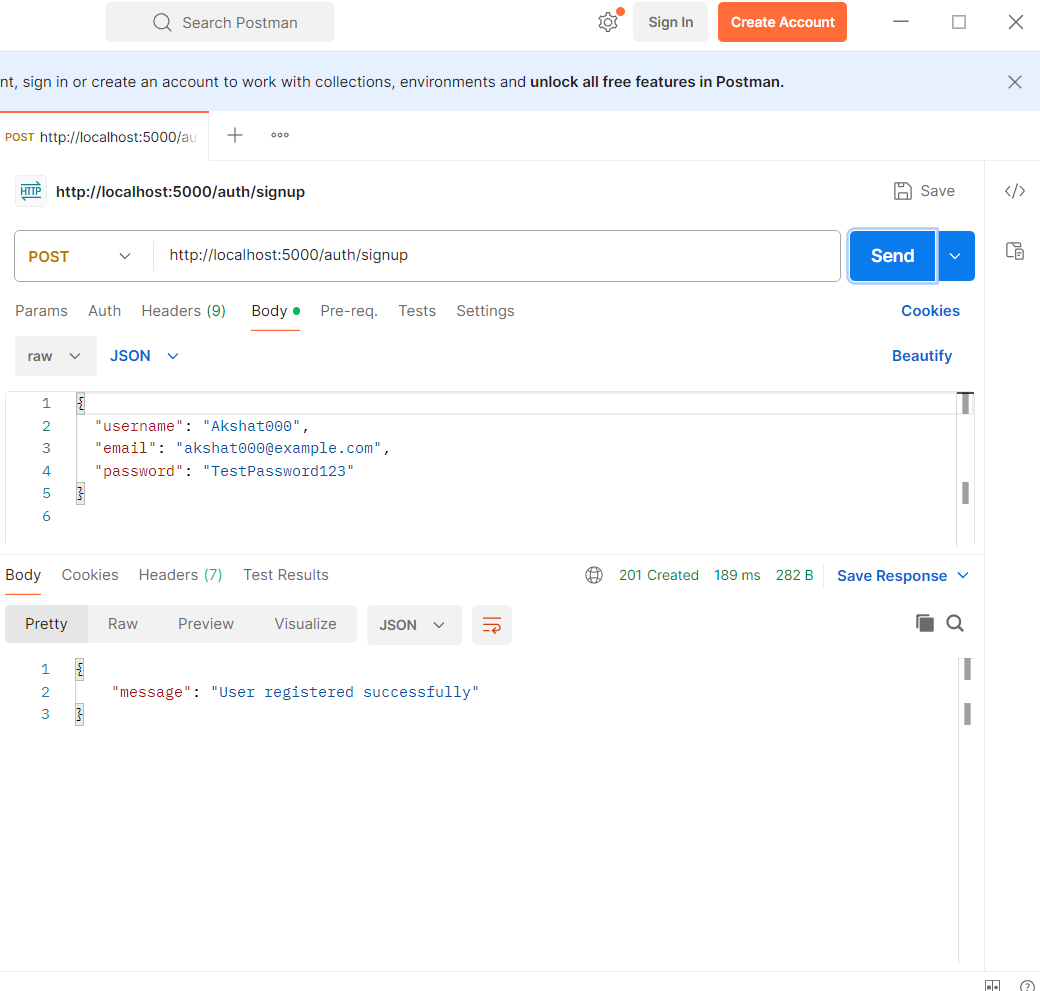 Search Postman
Sign In
Create Account
nt, sign in or create an account to work with collections, environments and unlock all free features in Postman.
POST http://localhost:5000/au
HTTP http://localhost:5000/auth/signup
Save
</>
POST
http://localhost:5000/auth/signup
Send
Params Auth Headers (9) Body Pre-req. Tests Settings Cookies
raw JSON Beautify
1 {
2 "username": "Akshat000",
3 "email": "akshat000@example.com",
4 "password": "TestPassword123"
5 }
6
Body Cookies Headers (7) Test Results 201 Created 189 ms 282 B Save Response
Pretty Raw Preview Visualize JSON
1 {
2 "message": "User registered successfully"
3 }